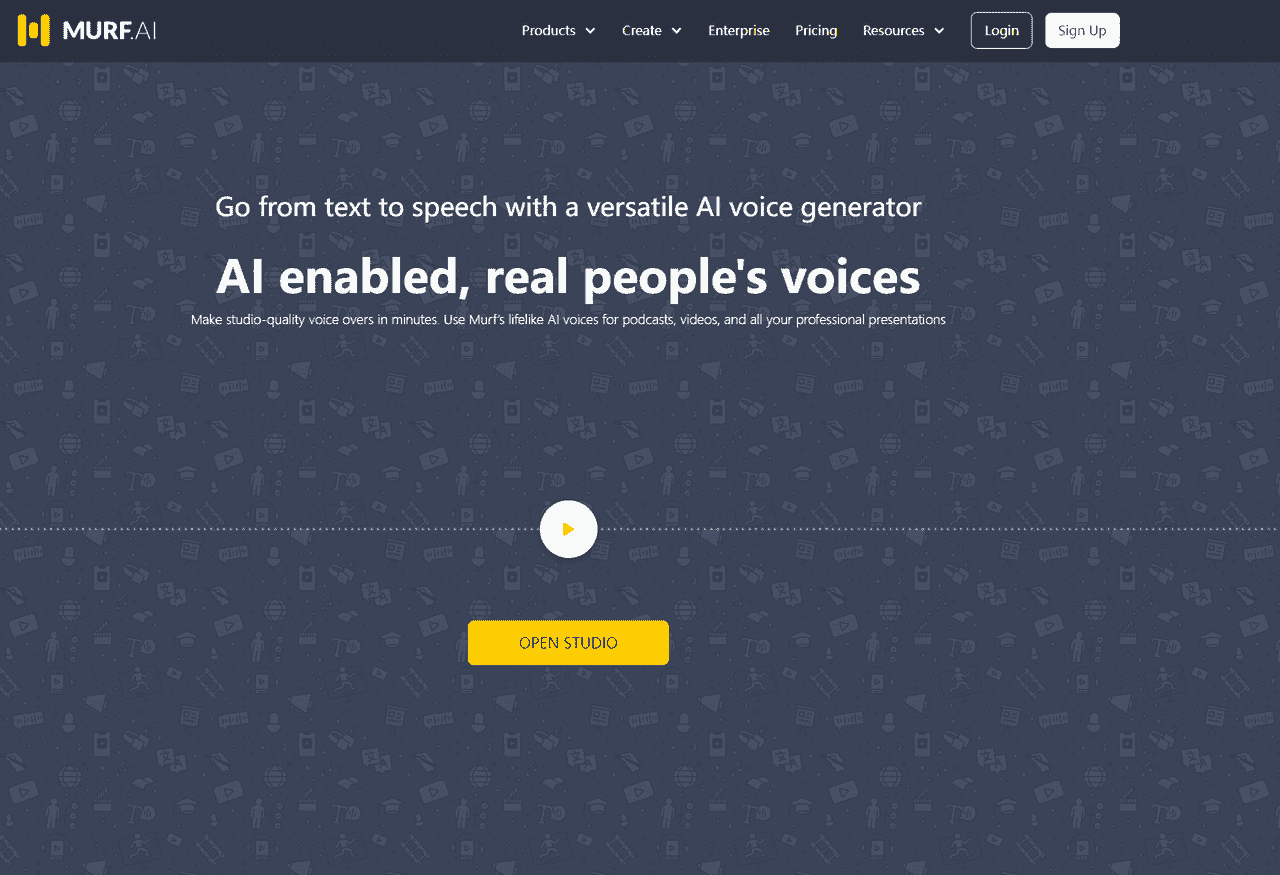 MURF.AI
Products Create Enterprise Pricing Resources Login Sign Up
Go from text to speech with a versatile AI voice generator
AI enabled, real people's voices
Make studio-quality voice overs in minutes. Use Murf's lifelike AI voices for podcasts, videos, and all your professional presentations
OPEN STUDIO